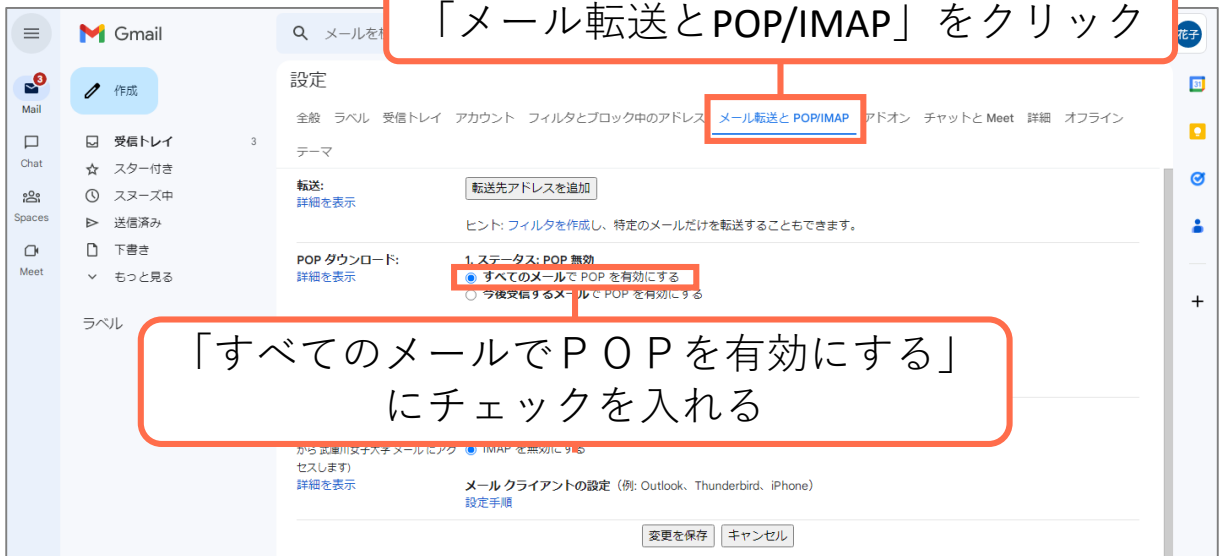 「メール転送とPOP/IMAP」をクリック
Gmail
メールを
花子
3
Mail
作成
設定
31
全般 ラベル 受信トレイ アカウント フィルタとブロック中のアドレス メール転送と POP/IMAP アドオン チャットと Meet 詳細 オフライン
テーマ
Chat
受信トレイ 3
スター付き
スヌーズ中
Spaces
送信済み
下書き
Meet
もっと見る
ラベル
転送:
詳細を表示
転送先アドレスを追加
ヒント: フィルタを作成し、特定のメールだけを転送することもできます。
POP ダウンロード:
詳細を表示
1. ステータス: POP 無効
すべてのメールで POP を有効にする
今後受信するメールで POP を有効にする
「すべてのメールでＰＯＰを有効にする」
にチェックを入れる
から 武庫川女子大学 メール にアク
セスします)
詳細を表示
IMAP を無効にする
メール クライアントの設定（例: Outlook、Thunderbird、iPhone）
設定手順
変更を保存 キャンセル